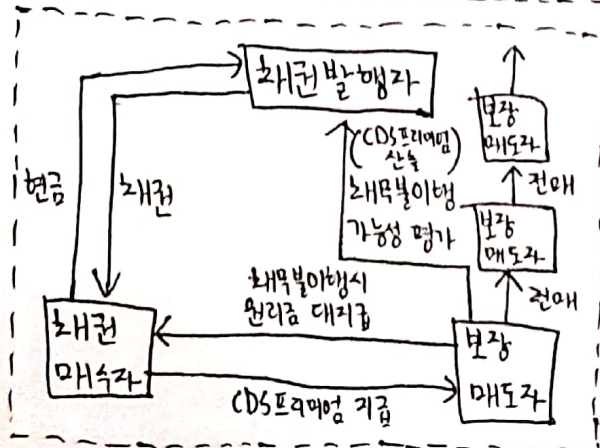 채권발행자
보장
매도자
전매
보장
매도자
전매
(CDS프리미엄
산출)
채무불이행
가능성 평가
현금
채권
채무불이행시
원리금 대지급
채권
매수자
보장
매도자
CDS프리미엄 지급